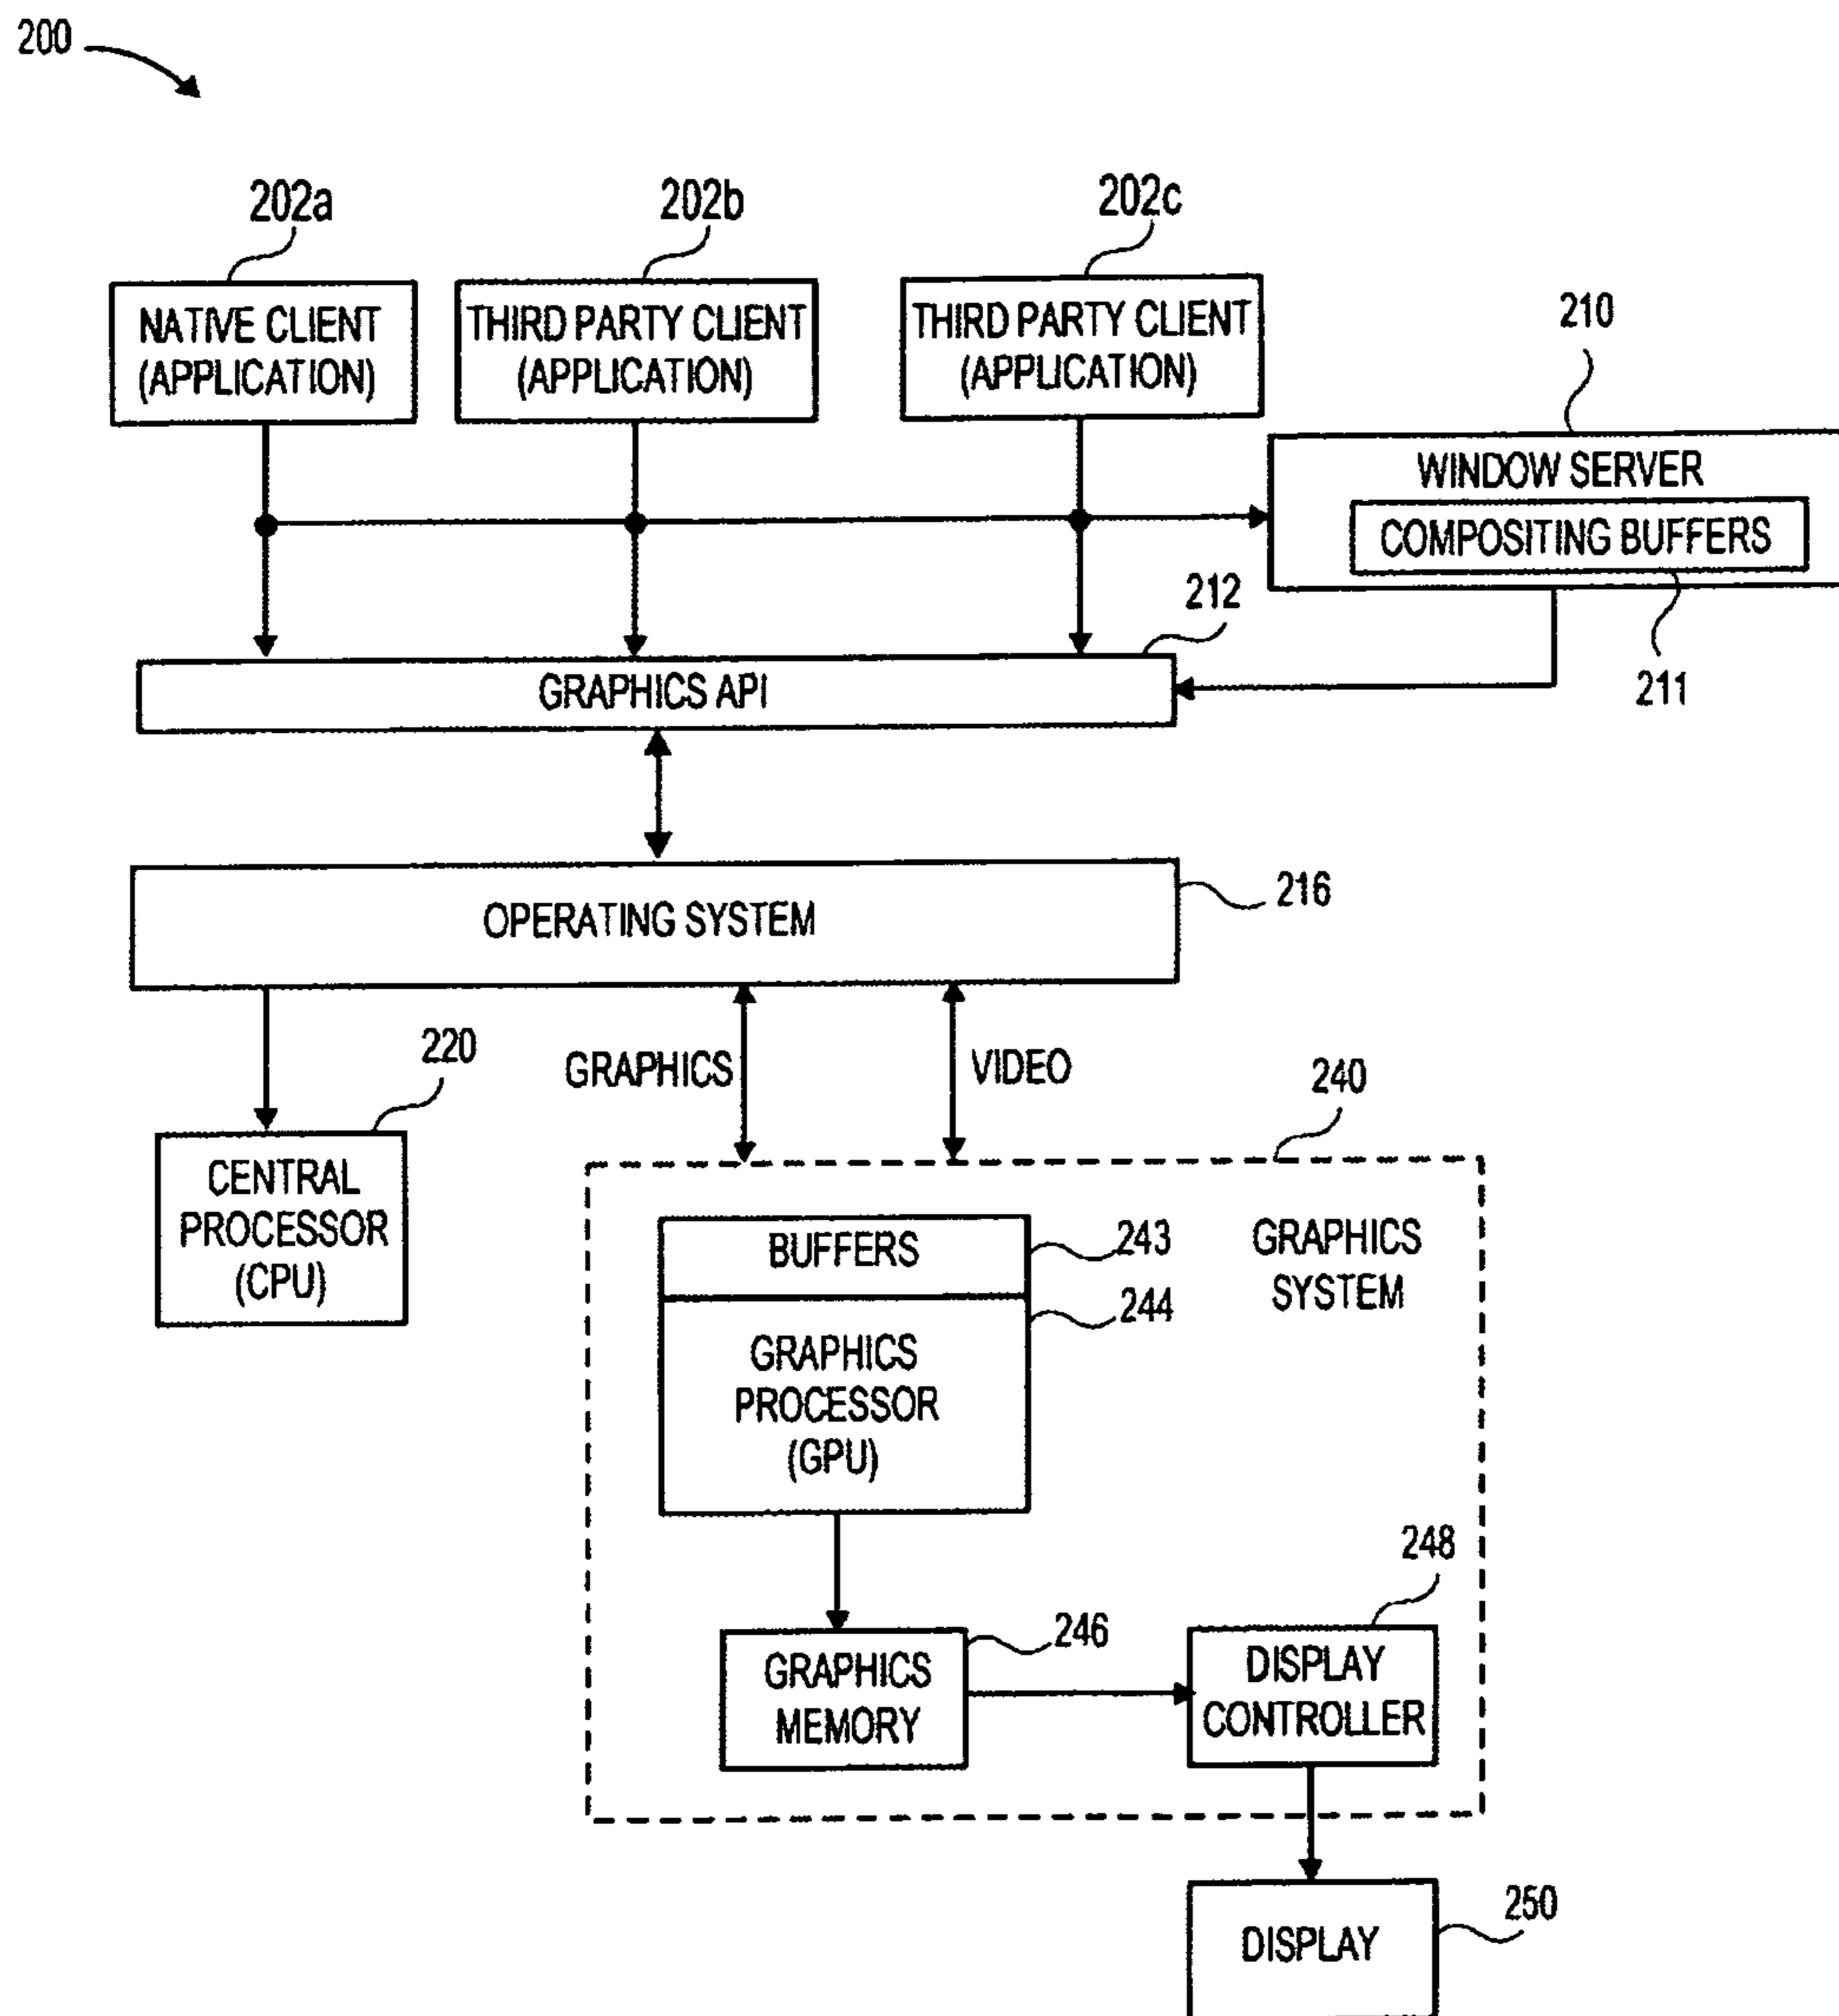 200
202a
202b
202c
NATIVE CLIENT
(APPLICATION)
THIRD PARTY CLIENT
(APPLICATION)
THIRD PARTY CLIENT
(APPLICATION)
210
WINDOW SERVER
COMPOSITING BUFFERS
211
212
GRAPHICS API
OPERATING SYSTEM
216
GRAPHICS
VIDEO
220
CENTRAL
PROCESSOR
(CPU)
240
GRAPHICS
SYSTEM
BUFFERS
243
244
GRAPHICS
PROCESSOR
(GPU)
246
GRAPHICS
MEMORY
248
DISPLAY
CONTROLLER
250
DISPLAY